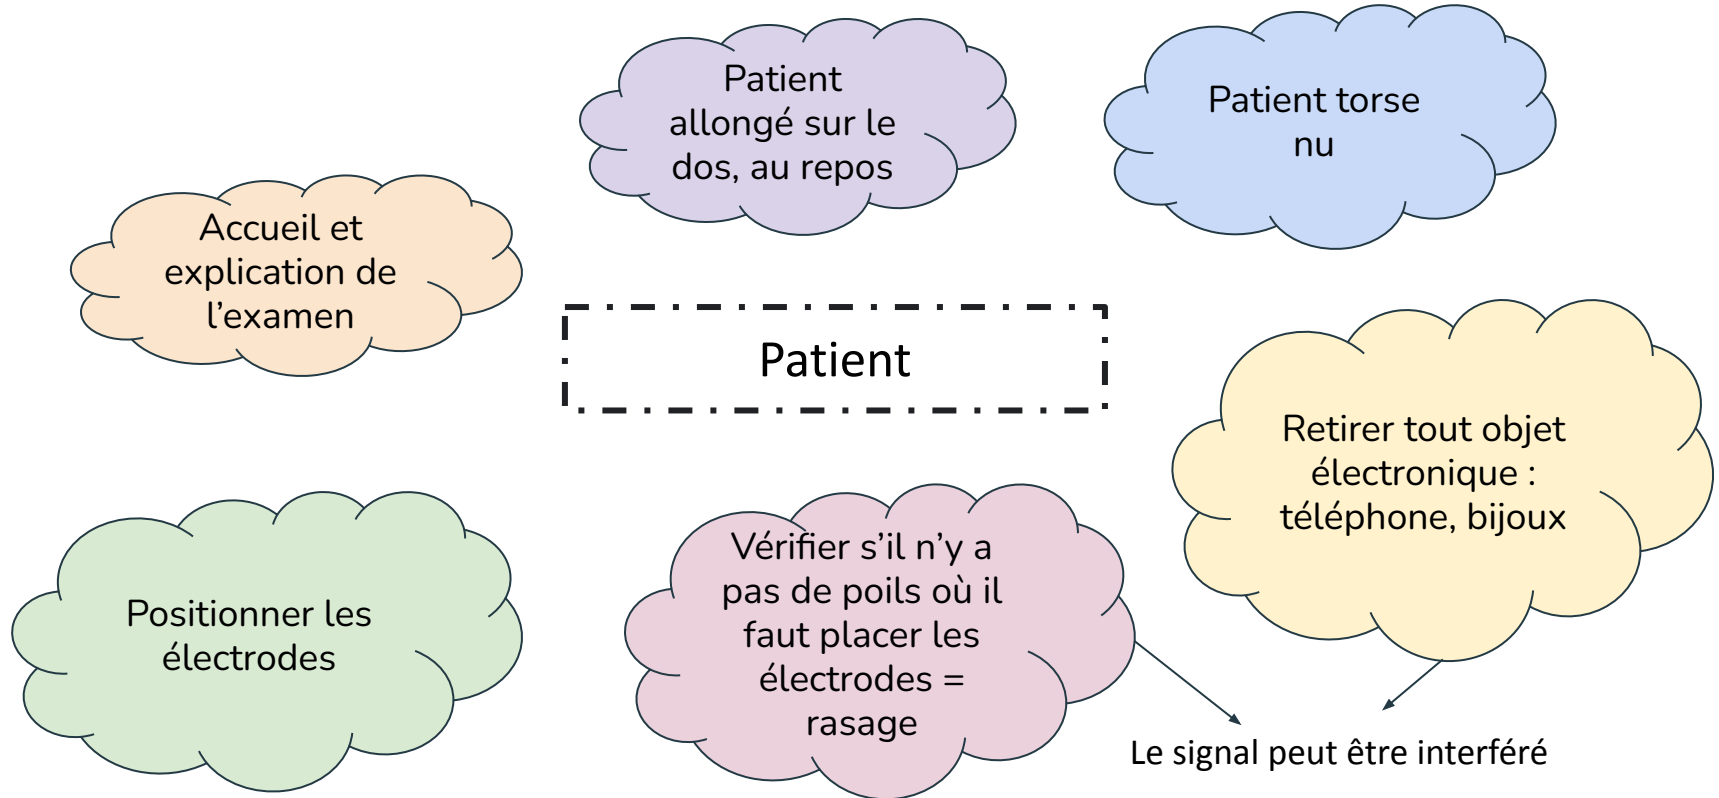 Patient
allongé sur le
dos, au repos
Patient torse
nu
Accueil et
explication de
l’examen
Patient
Retirer tout objet
électronique :
téléphone, bijoux
Positionner les
électrodes
Vérifier s’il n’y a
pas de poils où il
faut placer les
électrodes =
rasage
Le signal peut être interféré